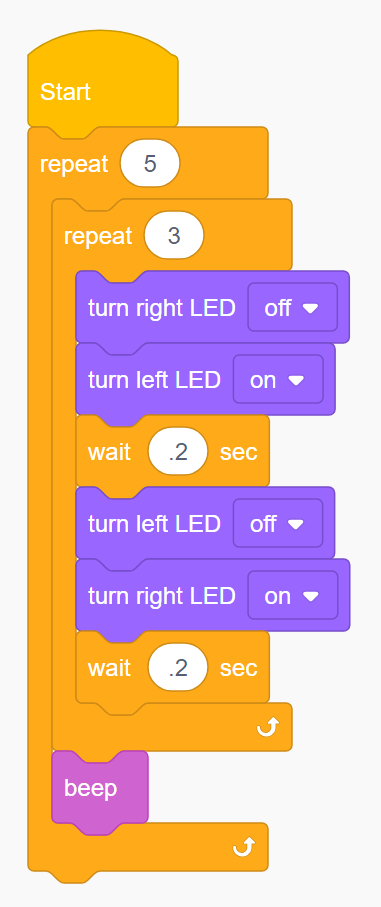 Start
repeat 5
repeat 3
turn right LED off
turn left LED on
wait .2 sec
turn left LED off
turn right LED on
wait .2 sec
beep